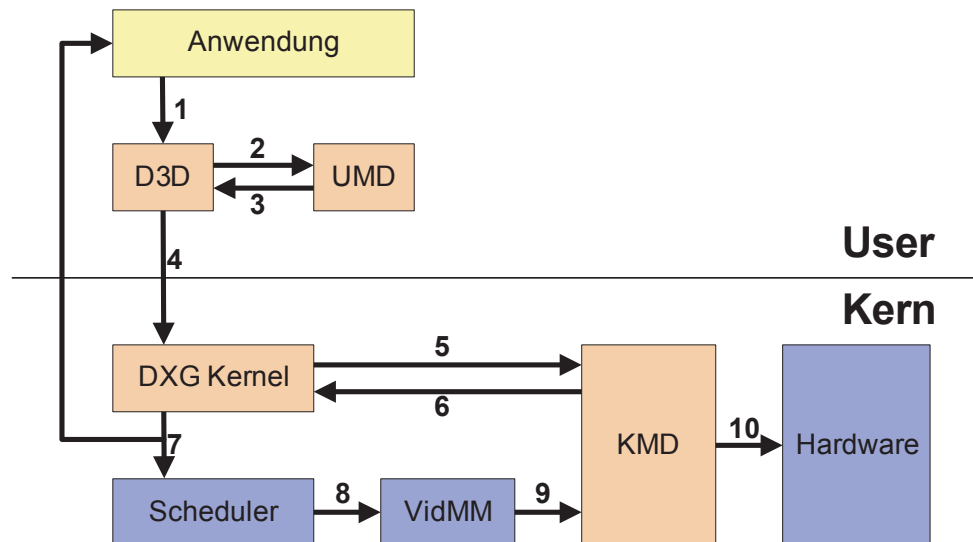 Anwendung
1
D3D
2
3
UMD
4
User
Kern
DXG Kernel
5
6
7
KMD
10
Hardware
Scheduler
8
VidMM
9